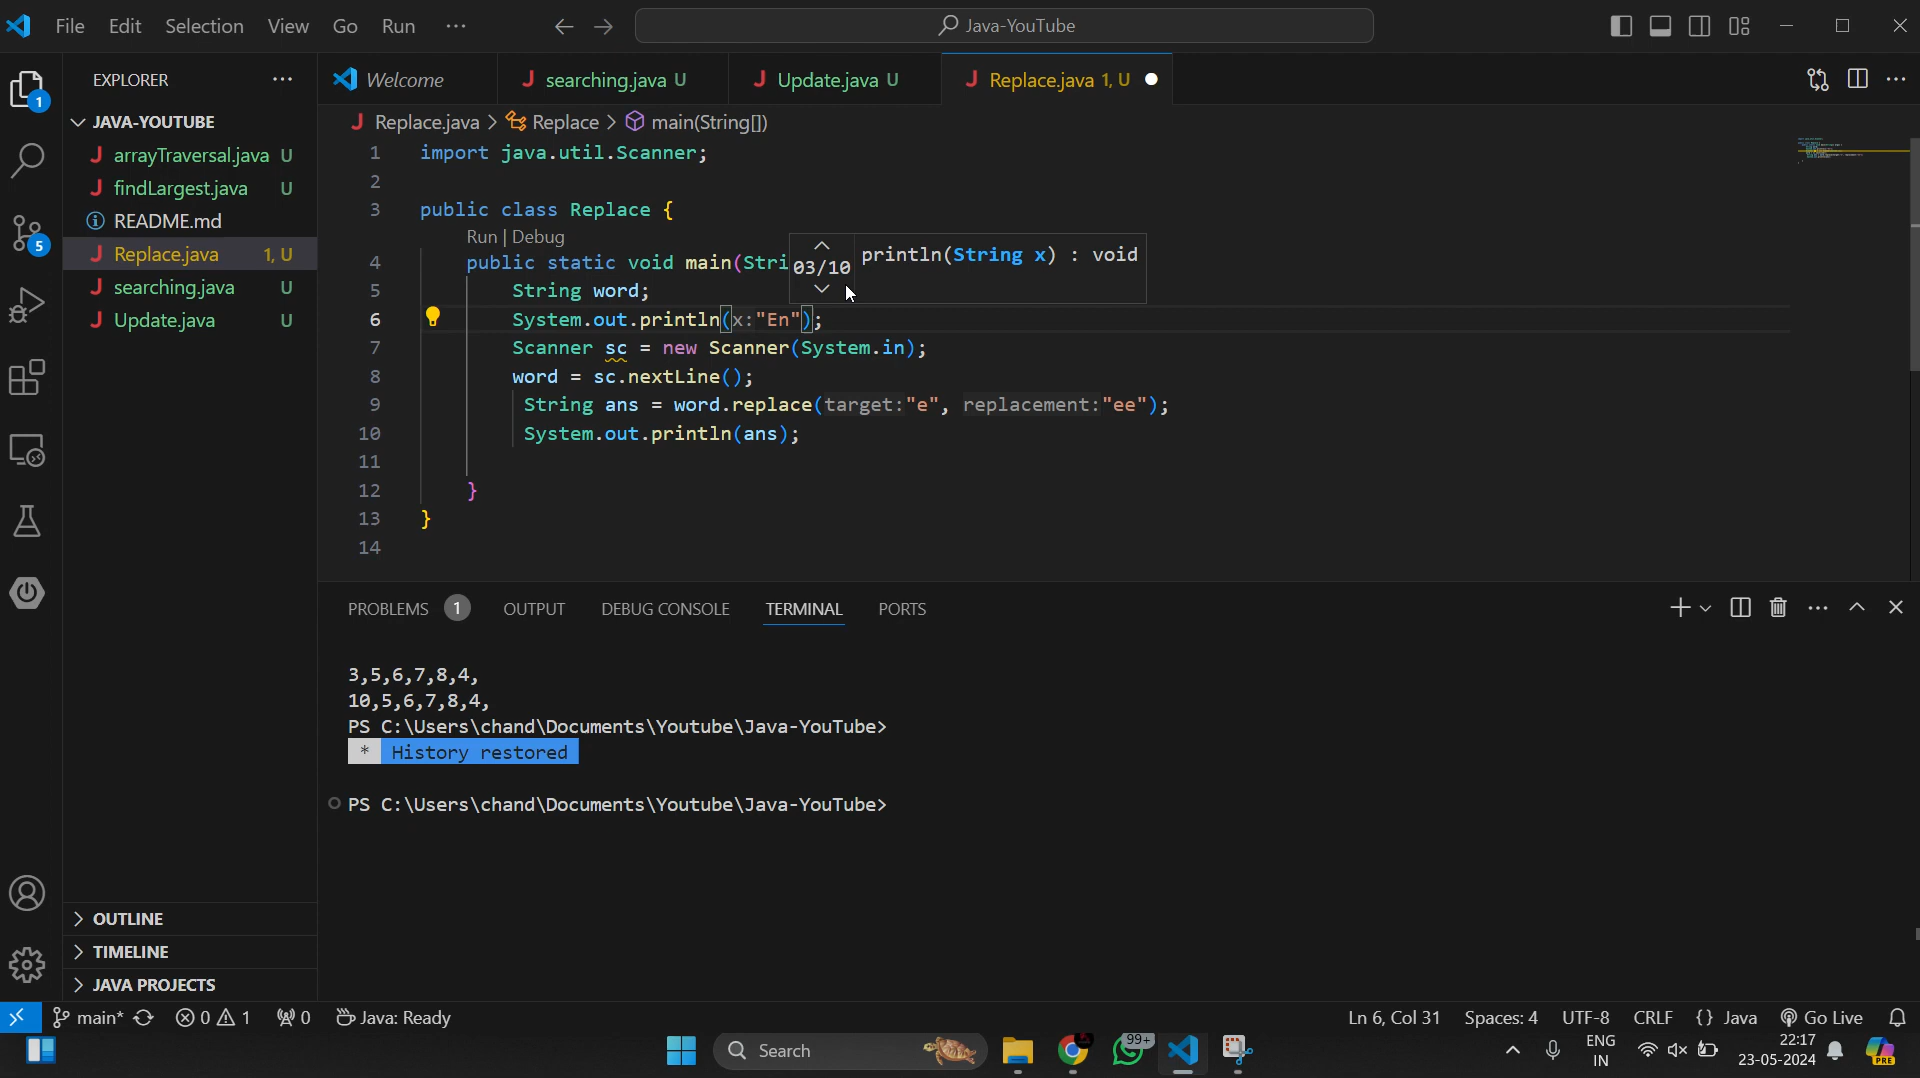 File Edit Selection View Go Run ···
Java-YouTube
EXPLORER ···
Welcome
searching.java U
Update.java U
Replace.java 1, U
JAVA-YOUTUBE
arrayTraversal.java U
findLargest.java U
README.md
Replace.java 1, U
searching.java U
Update.java U
Replace.java > Replace > main(String[])
1 import java.util.Scanner;
2
3 public class Replace {
Run | Debug
4 public static void main(Stri
03/10 println(String x) : void
5 String word;
6 System.out.println(x:"En");
7 Scanner sc = new Scanner(System.in);
8 word = sc.nextLine();
9 String ans = word.replace(target:"e", replacement:"ee");
10 System.out.println(ans);
11
12 }
13 }
14
PROBLEMS 1 OUTPUT DEBUG CONSOLE TERMINAL PORTS
3,5,6,7,8,4,
10,5,6,7,8,4,
PS C:\Users\chand\Documents\Youtube\Java-YouTube>
* History restored
PS C:\Users\chand\Documents\Youtube\Java-YouTube>
1
5
OUTLINE
TIMELINE
JAVA PROJECTS
main* 0 1 0 Java: Ready
Ln 6, Col 31 Spaces: 4 UTF-8 CRLF {} Java Go Live
Search
99+
ENG
IN
22:17
23-05-2024
PRE